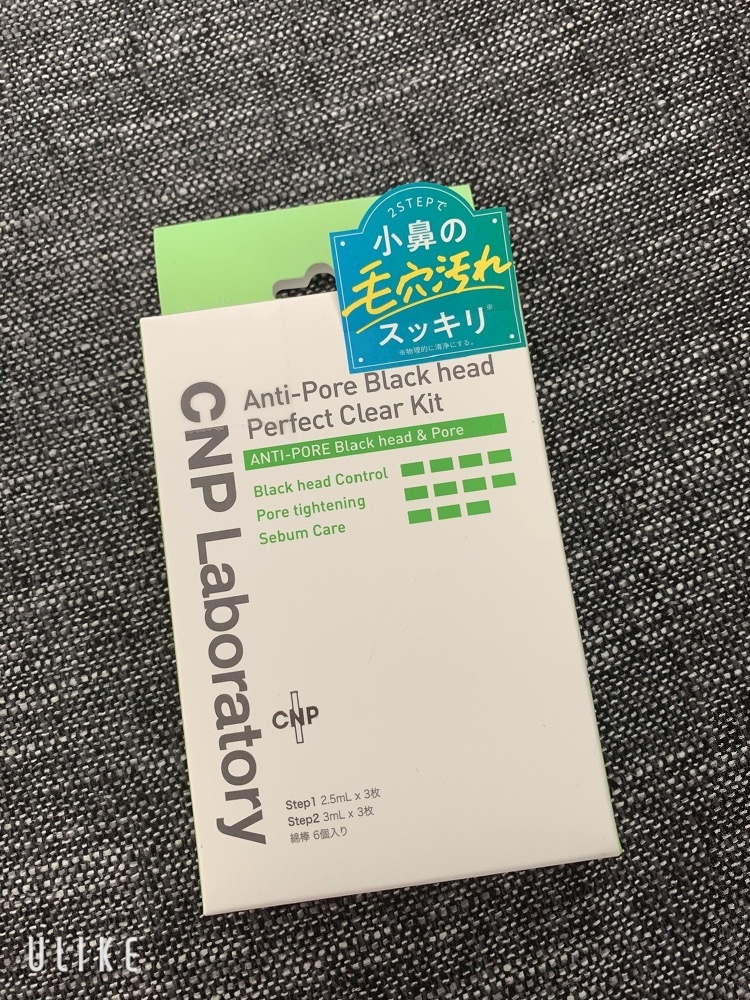 2STEPで
小鼻の
毛穴汚れ
スッキリ※
※物理的に清浄にする。
Anti-Pore Black head
Perfect Clear Kit
ANTI-PORE Black head & Pore
Black head Control
Pore tightening
Sebum Care
CNP Laboratory
CNP
Step1 2.5mL x 3枚
Step2 3mL x 3枚
綿棒 6個入り
ULIKE